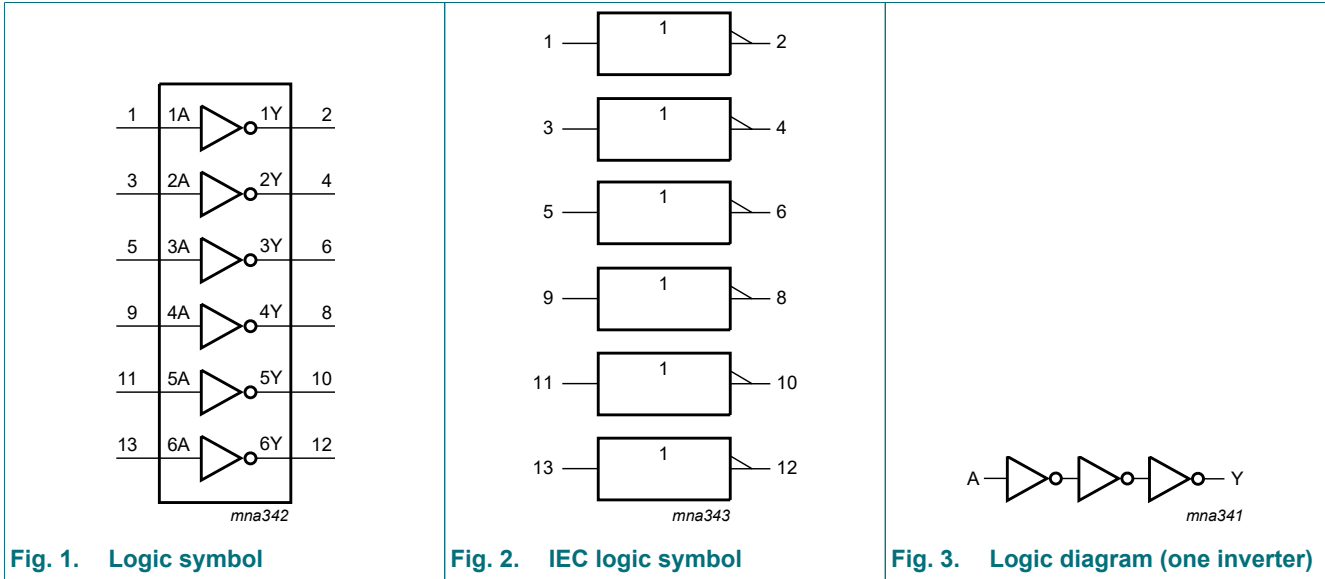 1 1A 1Y 2
3 2A 2Y 4
5 3A 3Y 6
9 4A 4Y 8
11 5A 5Y 10
13 6A 6Y 12
mna342
Fig. 1. Logic symbol
1 1 2
3 1 4
5 1 6
9 1 8
11 1 10
13 1 12
mna343
Fig. 2. IEC logic symbol
A Y
mna341
Fig. 3. Logic diagram (one inverter)